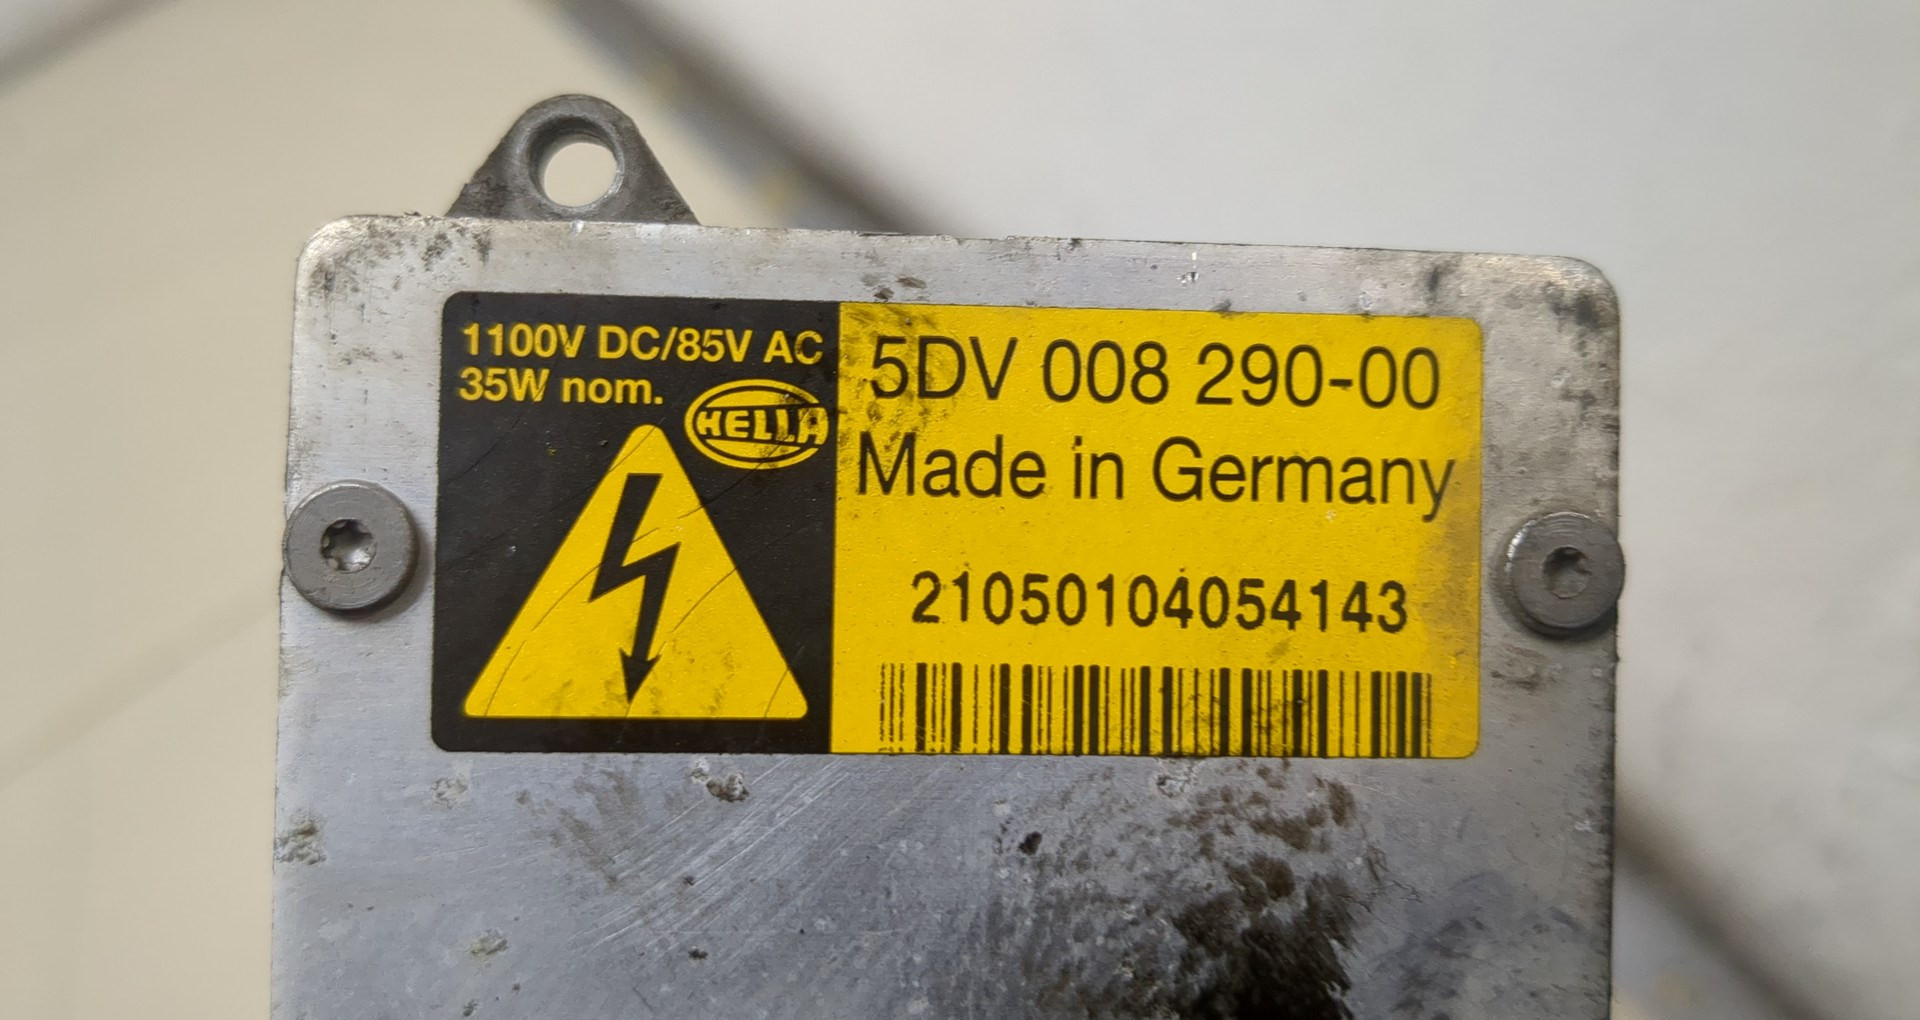 1100V DC/85V AC
35W nom.
HELLA
5DV 008 290-00
Made in Germany
21050104054143